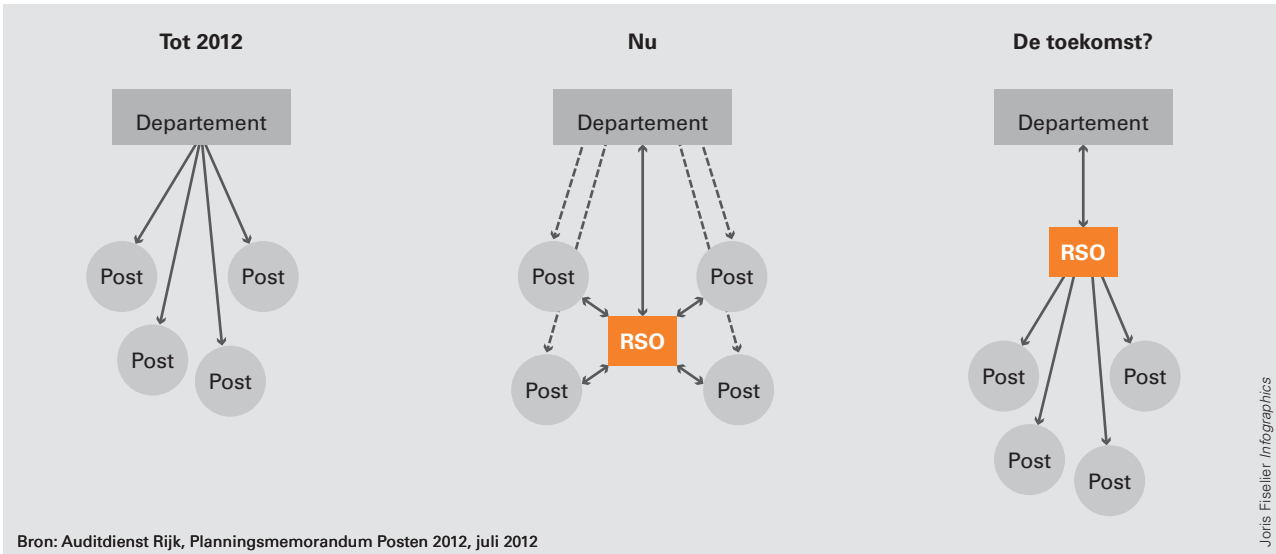 Tot 2012
Departement
Post
Post
Post
Post
Nu
Departement
Post
Post
RSO
Post
Post
De toekomst?
Departement
RSO
Post
Post
Post
Post
Bron: Auditdienst Rijk, Planningsmemorandum Posten 2012, juli 2012
Joris Fiselier Infographics